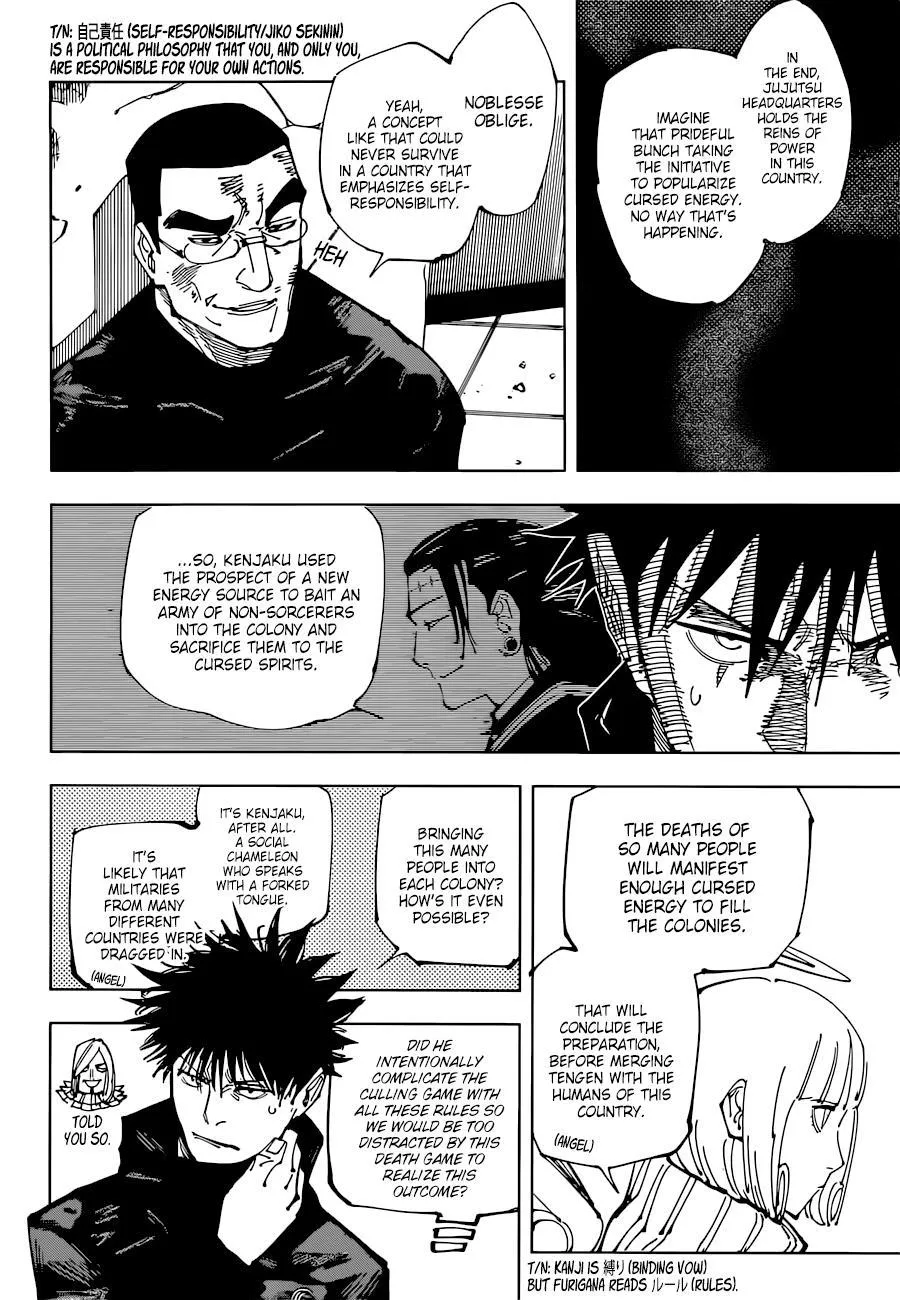 T/N: 自己責任 (SELF-RESPONSIBILITY/JIKO SEKININ)
IS A POLITICAL PHILOSOPHY THAT YOU, AND ONLY YOU,
ARE RESPONSIBLE FOR YOUR OWN ACTIONS.
IN
THE END,
JUJUTSU
HEADQUARTERS
HOLDS THE
REINS OF
POWER
IN THIS
COUNTRY.
IMAGINE
THAT PRIDEFUL
BUNCH TAKING
THE INITIATIVE
TO POPULARIZE
CURSED ENERGY.
NO WAY THAT'S
HAPPENING.
NOBLESSE
OBLIGE.
YEAH,
A CONCEPT
LIKE THAT COULD
NEVER SURVIVE
IN A COUNTRY THAT
EMPHASIZES SELF-
RESPONSIBILITY.
HEH
...SO, KENJAKU USED
THE PROSPECT OF A NEW
ENERGY SOURCE TO BAIT AN
ARMY OF NON-SORCERERS
INTO THE COLONY AND
SACRIFICE THEM TO THE
CURSED SPIRITS.
THE DEATHS OF
SO MANY PEOPLE
WILL MANIFEST
ENOUGH CURSED
ENERGY TO FILL
THE COLONIES.
THAT WILL
CONCLUDE THE
PREPARATION,
BEFORE MERGING
TENGEN WITH THE
HUMANS OF THIS
COUNTRY.
(ANGEL)
T/N: KANJI IS 縛り (BINDING VOW)
BUT FURIGANA READS ルール (RULES).
BRINGING
THIS MANY
PEOPLE INTO
EACH COLONY?
HOW'S IT EVEN
POSSIBLE?
IT'S KENJAKU,
AFTER ALL.
A SOCIAL
CHAMELEON
WHO SPEAKS
WITH A FORKED
TONGUE.
IT'S
LIKELY THAT
MILITARIES
FROM MANY
DIFFERENT
COUNTRIES WERE
DRAGGED IN.
(ANGEL)
DID HE
INTENTIONALLY
COMPLICATE THE
CULLING GAME WITH
ALL THESE RULES SO
WE WOULD BE TOO
DISTRACTED BY THIS
DEATH GAME TO
REALIZE THIS
OUTCOME?
TOLD
YOU SO.